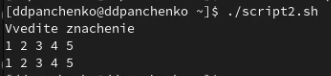 [ddpanchenko@ddpanchenko ~]$ ./script2.sh
Vvedite znachenie
1 2 3 4 5
1 2 3 4 5